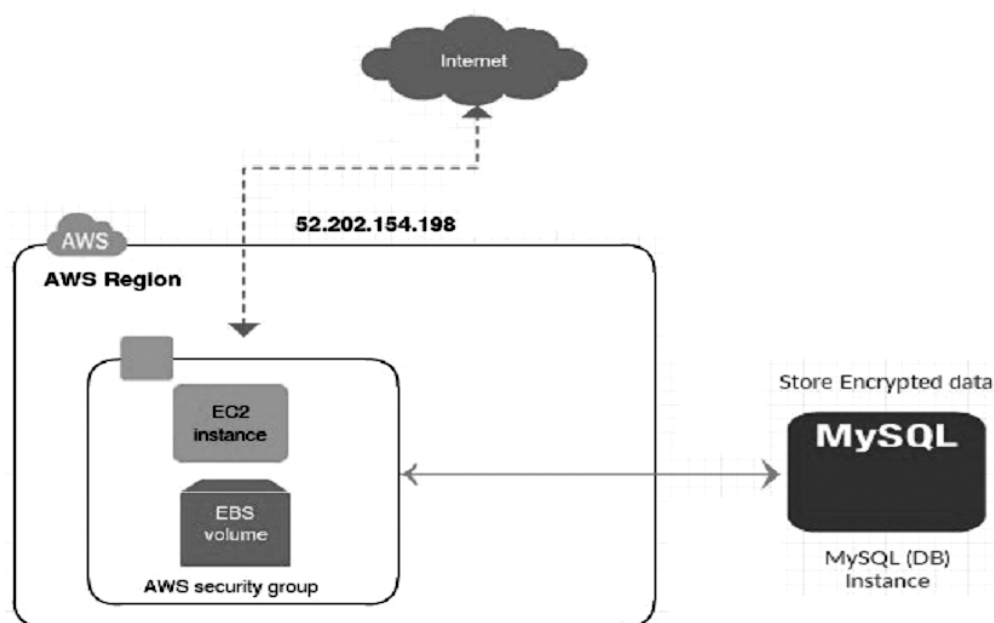 Internet
52.202.154.198
AWS
AWS Region
EC2
instance
EBS
volume
AWS security group
Store Encrypted data
MySQL
MySQL (DB)
Instance